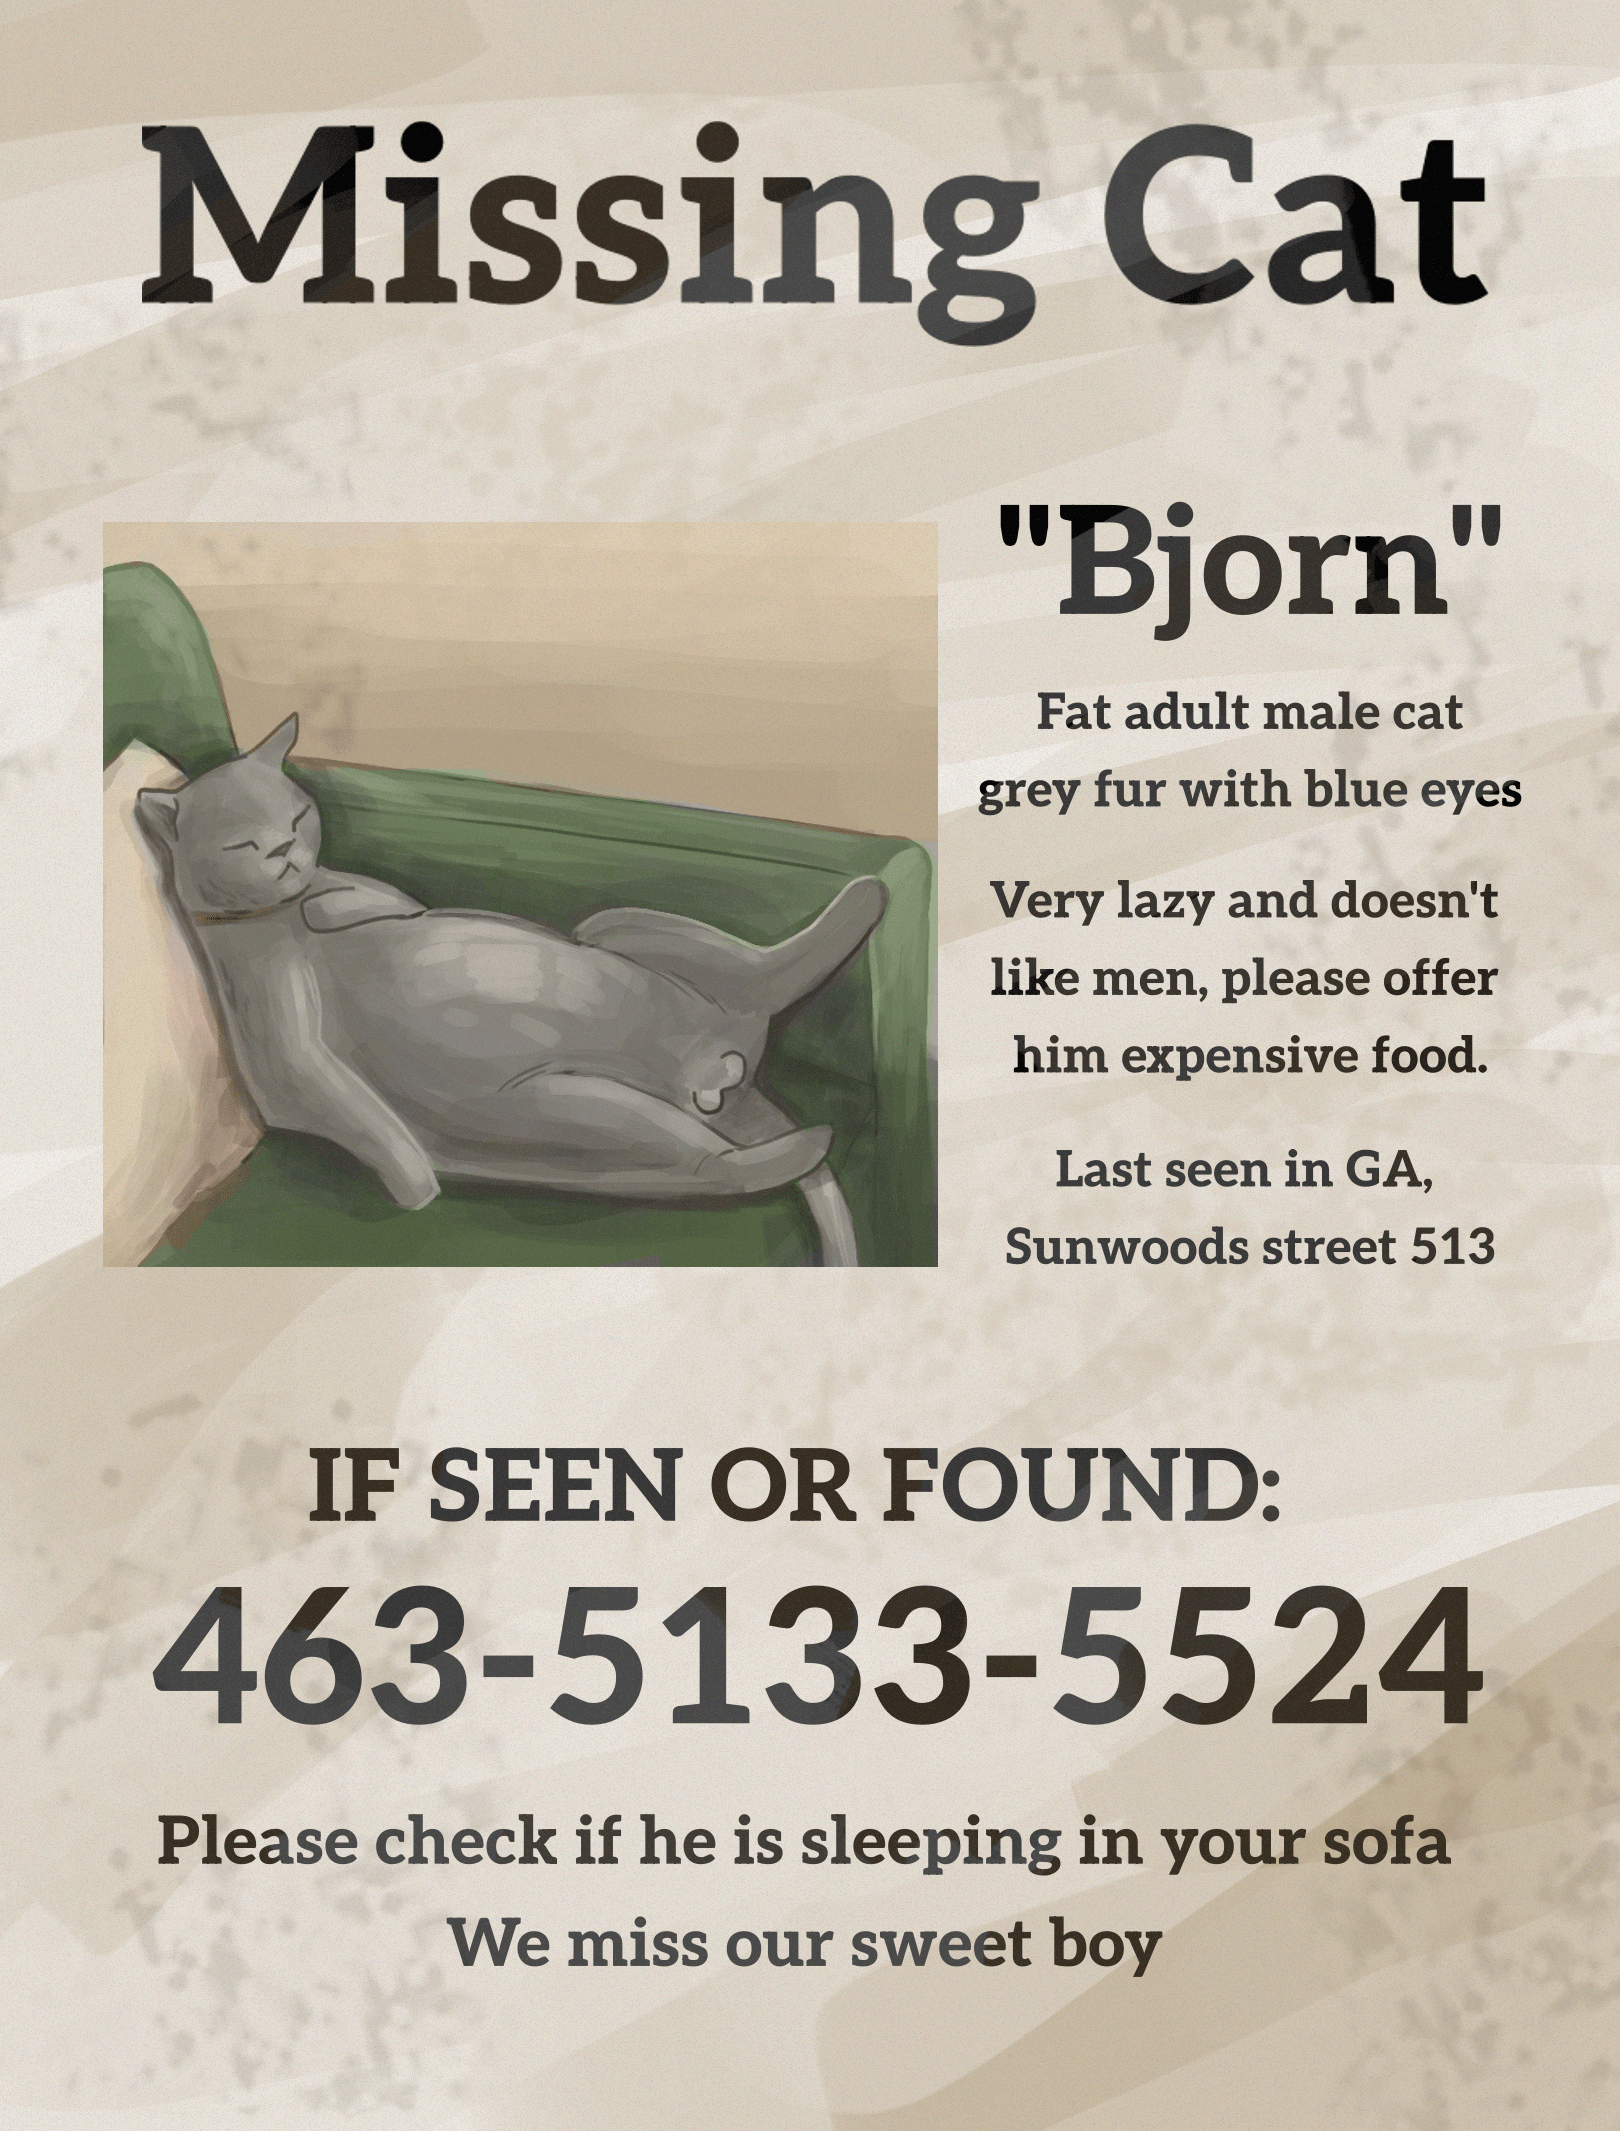 Missing Cat
"Bjorn"
Fat adult male cat
grey fur with blue eyes
Very lazy and doesn't
like men, please offer
him expensive food.
Last seen in GA,
Sunwoods street 513
IF SEEN OR FOUND:
463-5133-5524
Please check if he is sleeping in your sofa
We miss our sweet boy